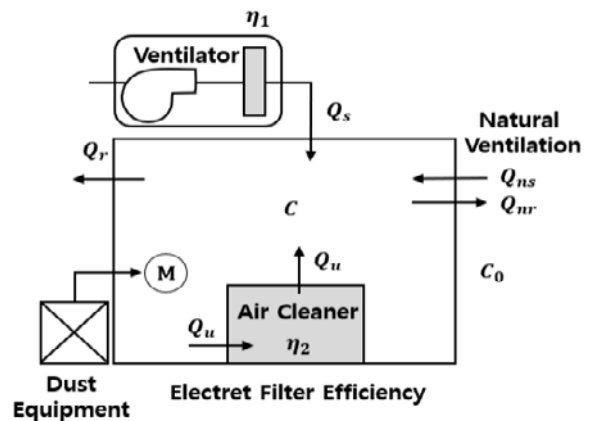 η₁
Ventilator
Qₛ
Natural
Ventilation
Qᵣ
Qₙₛ
Qₙᵣ
C
C₀
M
Qᵤ
Air Cleaner
Qᵤ
η₂
Dust
Equipment
Electret Filter Efficiency